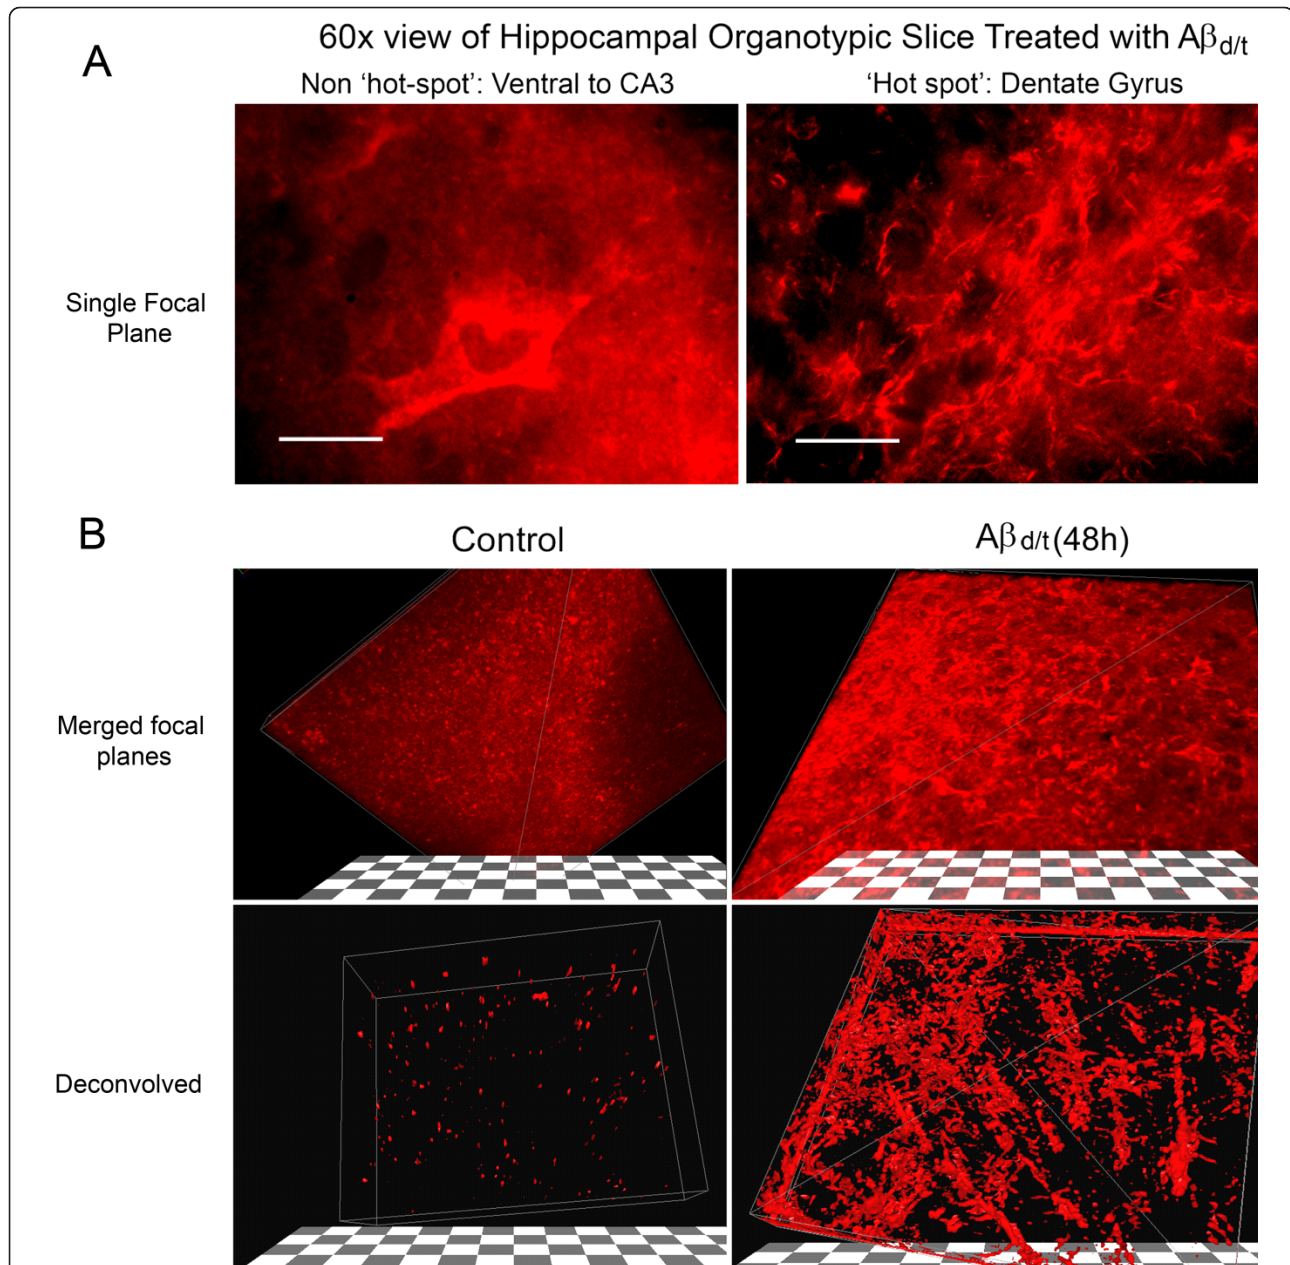 A
60x view of Hippocampal Organotypic Slice Treated with Aβd/t
Non 'hot-spot': Ventral to CA3
'Hot spot': Dentate Gyrus
Single Focal
Plane
B
Control
Aβd/t(48h)
Merged focal
planes
Deconvolved